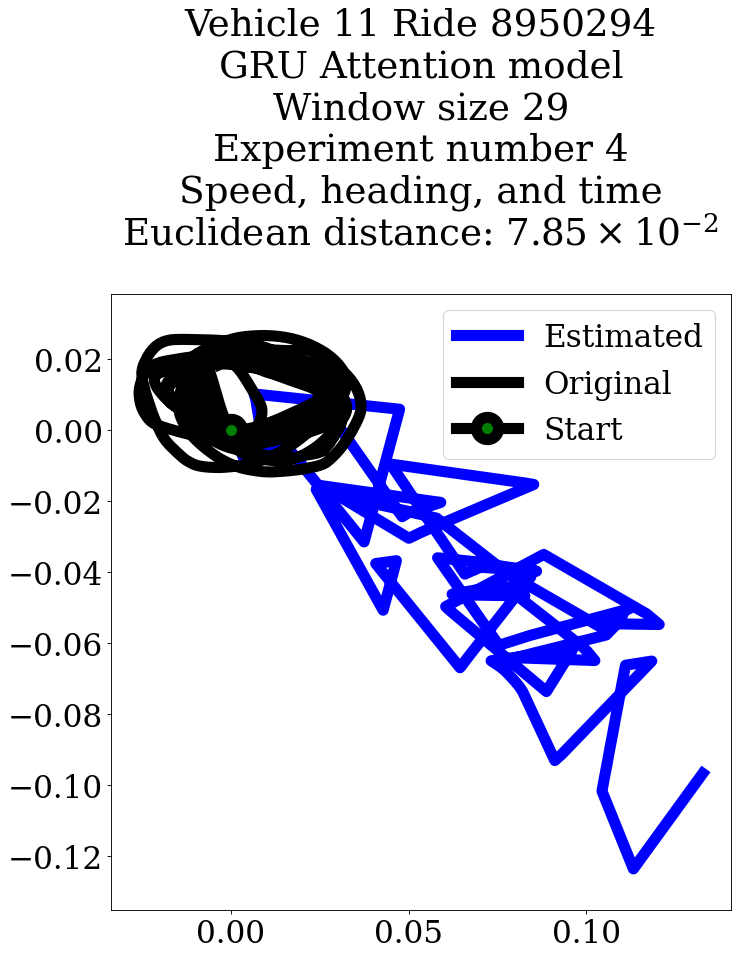 Vehicle 11 Ride 8950294
GRU Attention model
Window size 29
Experiment number 4
Speed, heading, and time
Euclidean distance: 7.85 × 10⁻²
Estimated
Original
Start
0.02
0.00
−0.02
−0.04
−0.06
−0.08
−0.10
−0.12
0.00 0.05 0.10